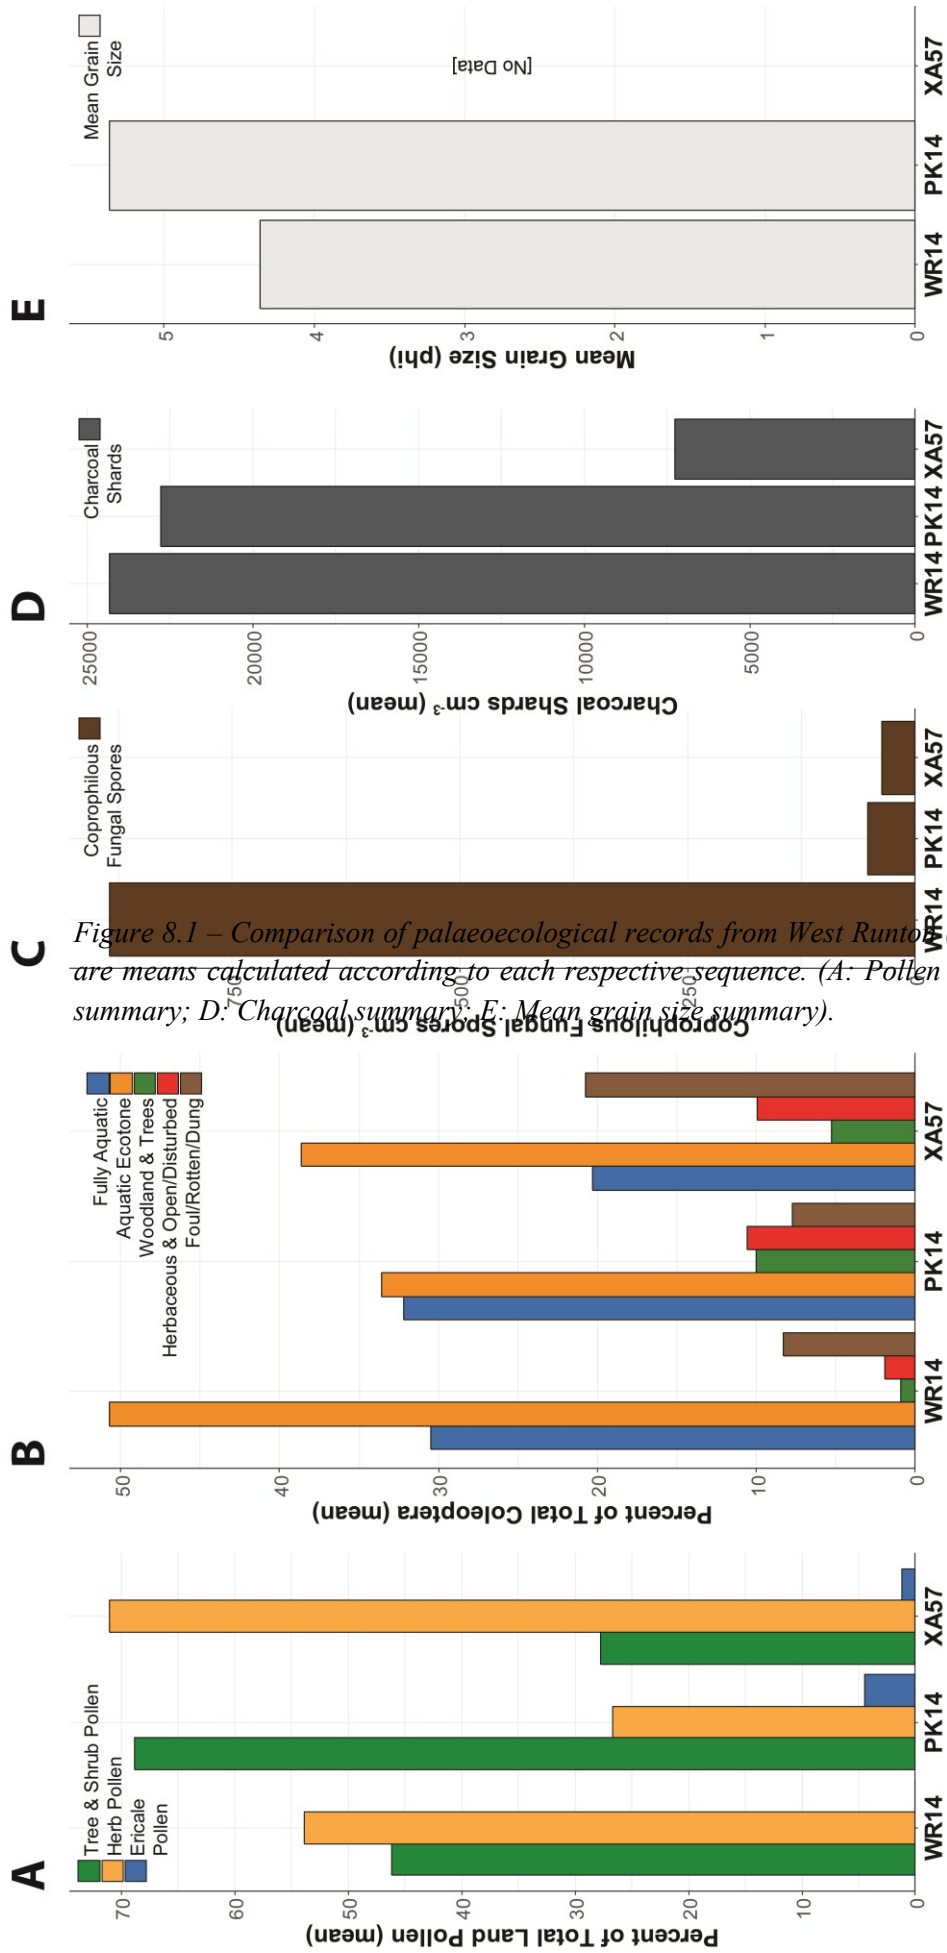 A
Percent of Total Land Pollen (mean)
70
60
50
40
30
20
10
0
Tree & Shrub Pollen
Herb Pollen
Ericale
Pollen
WR14
PK14
XA57
B
Percent of Total Coleoptera (mean)
50
40
30
20
10
0
Fully Aquatic
Aquatic Ecotone
Woodland & Trees
Herbaceous & Open/Disturbed
Foul/Rotten/Dung
WR14
PK14
XA57
C
Coprophilous Fungal Spores cm⁻³ (mean)
750
500
250
0
Coprophilous
Fungal Spores
WR14
PK14
XA57
D
Charcoal Shards cm⁻³ (mean)
25000
20000
15000
10000
5000
0
Charcoal
Shards
WR14
PK14
XA57
E
Mean Grain Size (phi)
5
4
3
2
1
0
Mean Grain
Size
[No Data]
WR14
PK14
XA57
Figure 8.1 – Comparison of palaeoecological records from West Runton
are means calculated according to each respective sequence. (A: Pollen
summary; D: Charcoal summary; E: Mean grain size summary).